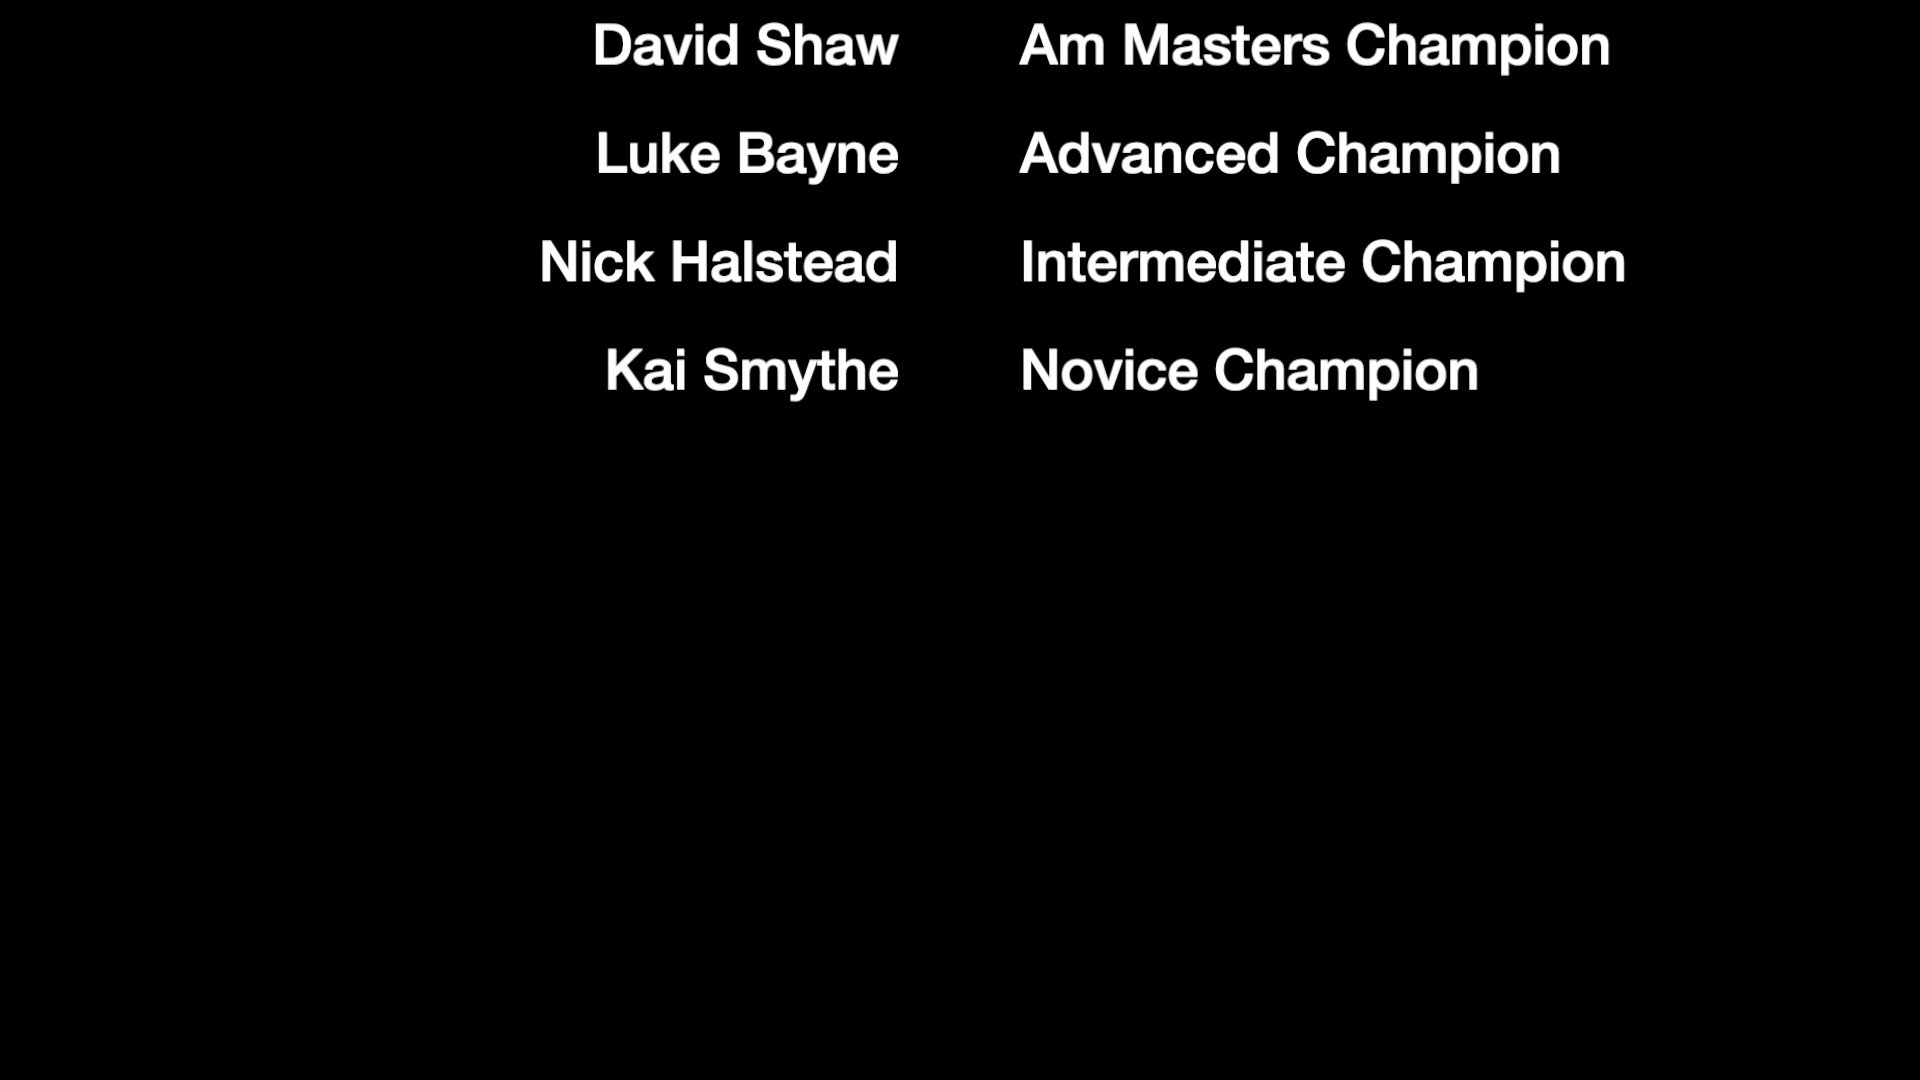 David Shaw Am Masters Champion
Luke Bayne Advanced Champion
Nick Halstead Intermediate Champion
Kai Smythe Novice Champion